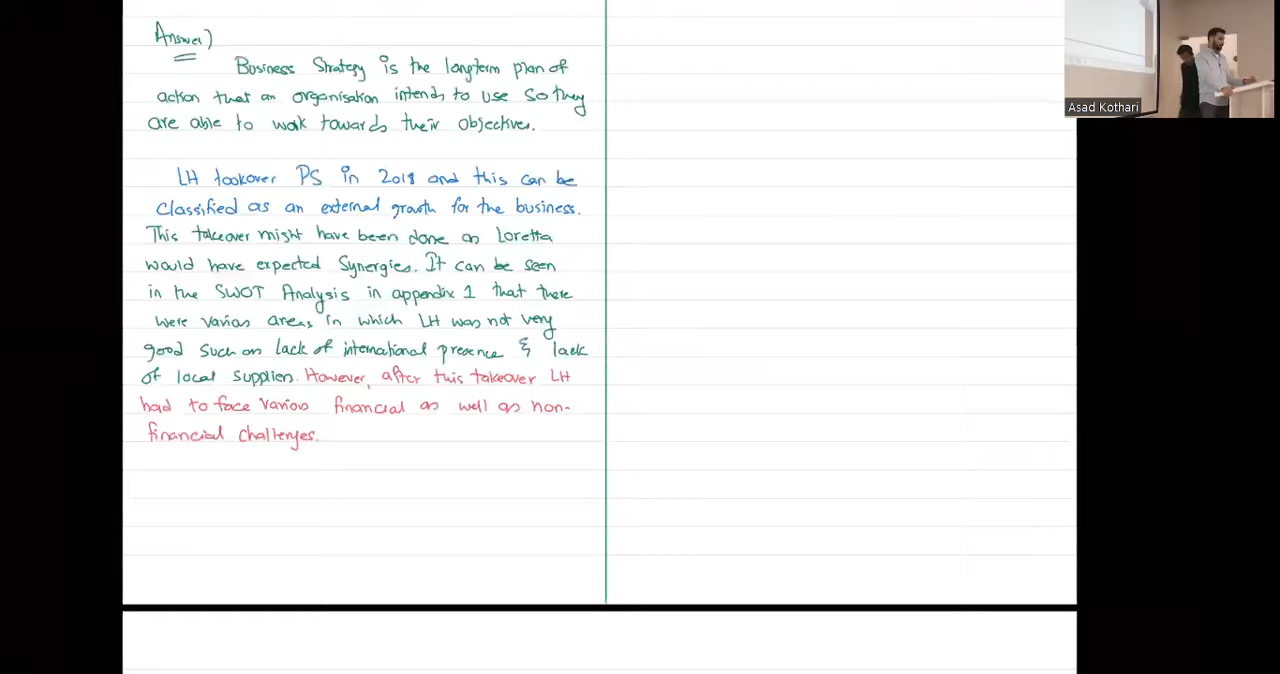 Answer)
Business Strategy is the longterm plan of
action that an organisation intends to use so they
are able to work towards their objectives.
LH tookover PS in 2018 and this can be
classified as an external growth for the business.
This takeover might have been done as Loretta
would have expected Synergies. It can be seen
in the SWOT Analysis in appendix 1 that there
were various areas in which LH was not very
good such as lack of international presence & lack
of local suppliers. However, after this takeover LH
had to face various financial as well as non-
financial challenges.
Asad Kothari